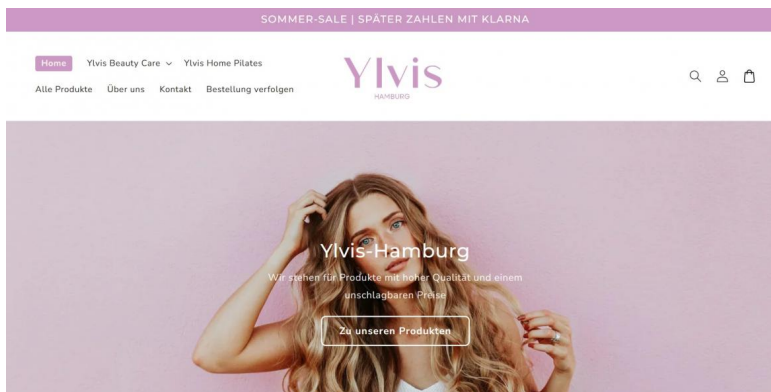 SOMMER-SALE | SPÄTER ZAHLEN MIT KLARNA
Home Ylvis Beauty Care Ylvis Home Pilates
Alle Produkte Über uns Kontakt Bestellung verfolgen
Ylvis
HAMBURG
Ylvis-Hamburg
Wir stehen für Produkte mit hoher Qualität und einem
unschlagbaren Preise
Zu unseren Produkten